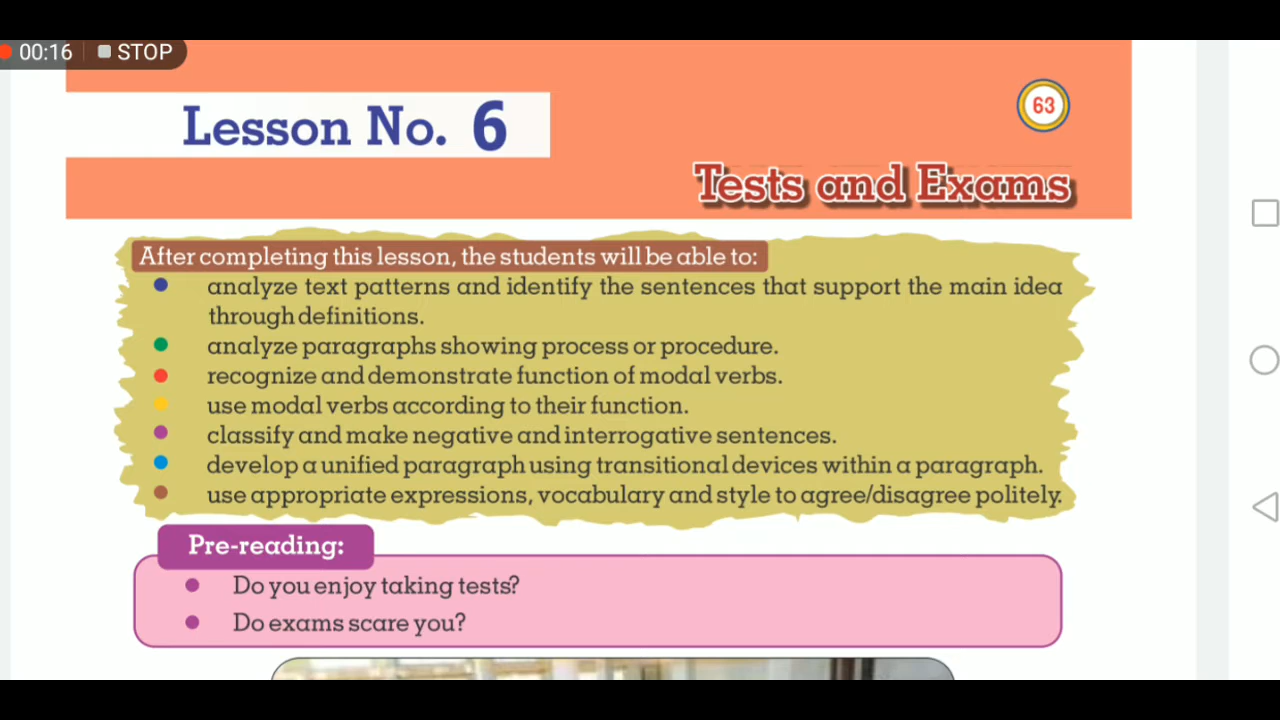 00:16 STOP
Lesson No. 6
63
Tests and Exams
After completing this lesson, the students will be able to:
analyze text patterns and identify the sentences that support the main idea
through definitions.
analyze paragraphs showing process or procedure.
recognize and demonstrate function of modal verbs.
use modal verbs according to their function.
classify and make negative and interrogative sentences.
develop a unified paragraph using transitional devices within a paragraph.
use appropriate expressions, vocabulary and style to agree/disagree politely.
Pre-reading:
Do you enjoy taking tests?
Do exams scare you?